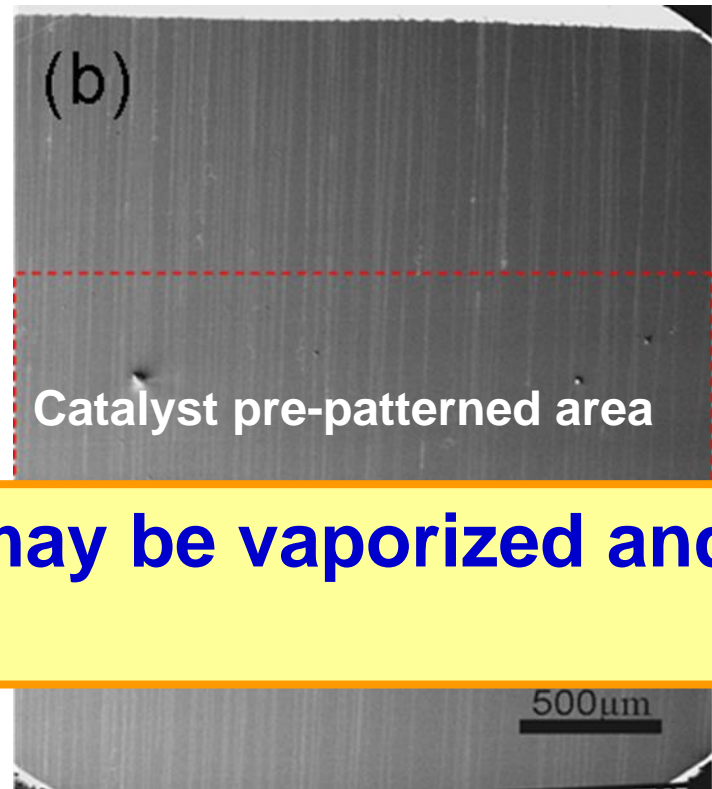 (b)
Catalyst pre-patterned area
may be vaporized and
500μm